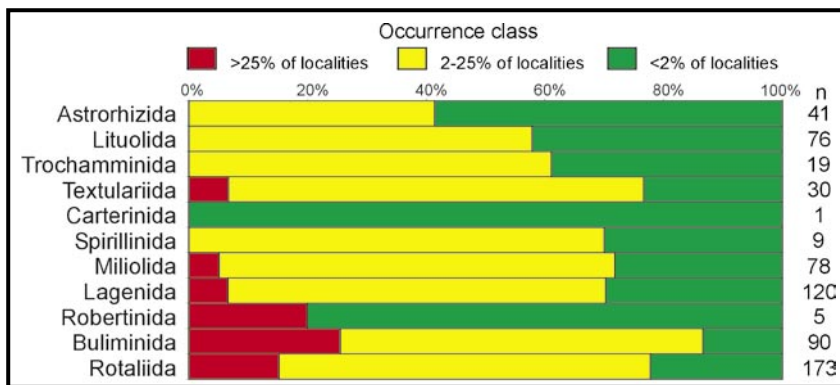 Occurrence class
>25% of localities 2-25% of localities <2% of localities
0% 20% 40% 60% 80% 100% n
Astrorhizida 41
Lituolida 76
Trochamminida 19
Textulariida 30
Carterinida 1
Spirillinida 9
Miliolida 78
Lagenida 120
Robertinida 5
Buliminida 90
Rotaliida 173